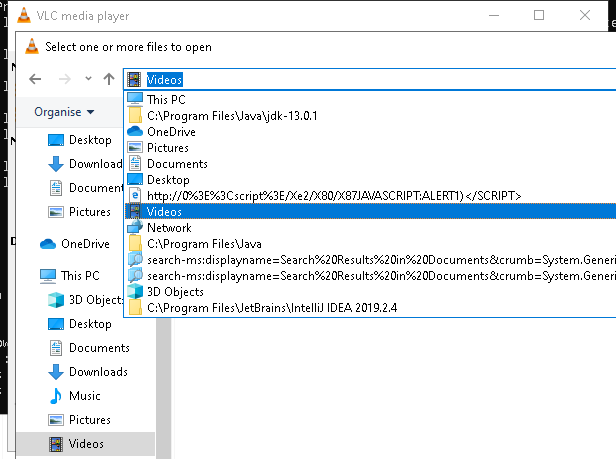 VLC media player
Select one or more files to open
Videos
Organise
This PC
C:\Program Files\Java\jdk-13.0.1
OneDrive
Pictures
Documents
Desktop
http://0%3E%3Cscript%3E/Xe2/X80/X87JAVASCRIPT:ALERT1)</SCRIPT>
Videos
Network
C:\Program Files\Java
search-ms:displayname=Search%20Results%20in%20Documents&crumb=System.Generi
search-ms:displayname=Search%20Results%20in%20Documents&crumb=System.Generi
3D Objects
C:\Program Files\JetBrains\IntelliJ IDEA 2019.2.4
Desktop
Download
Document
Pictures
OneDrive
This PC
3D Objects
Desktop
Documents
Downloads
Music
Pictures
Videos